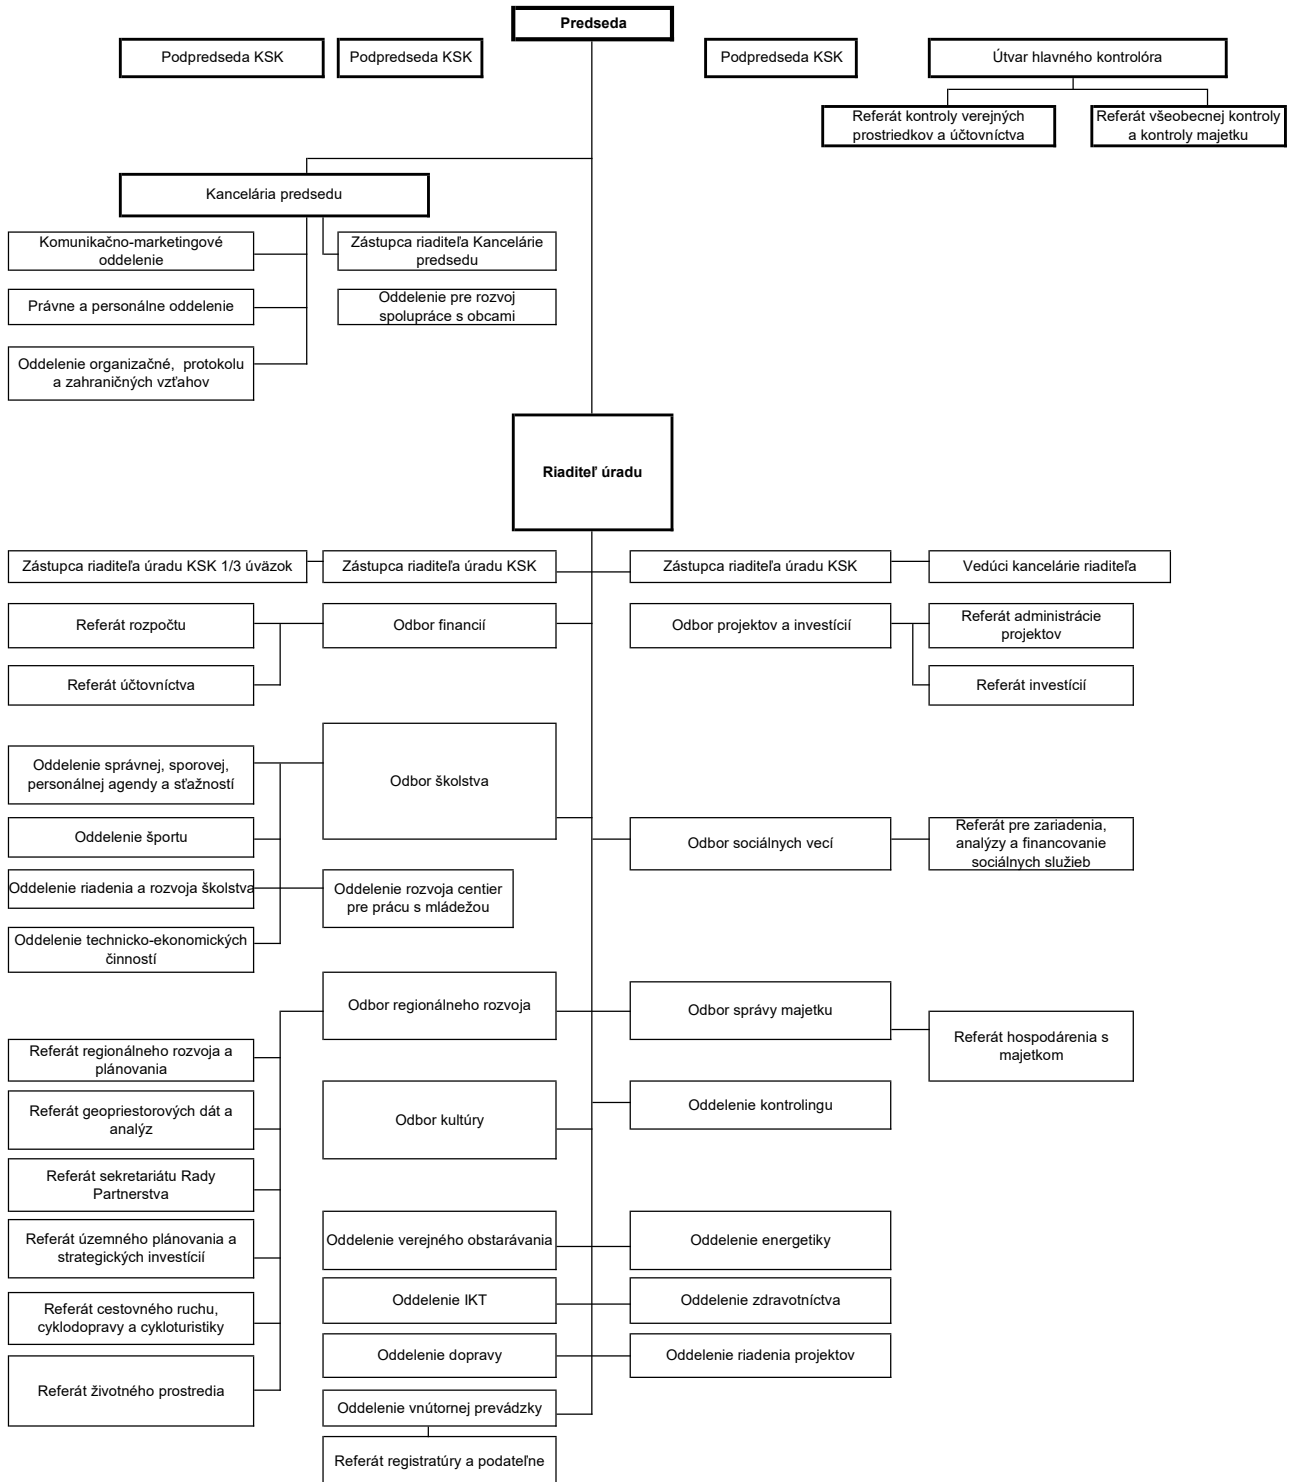 Predseda
Podpredseda KSK
Podpredseda KSK
Podpredseda KSK
Útvar hlavného kontrolóra
Referát kontroly verejných
prostriedkov a účtovníctva
Referát všeobecnej kontroly
a kontroly majetku
Kancelária predsedu
Komunikačno-marketingové
oddelenie
Zástupca riaditeľa Kancelárie
predsedu
Právne a personálne oddelenie
Oddelenie pre rozvoj
spolupráce s obcami
Oddelenie organizačné,  protokolu
a zahraničných vzťahov
Riaditeľ úradu
Zástupca riaditeľa úradu KSK 1/3 úväzok
Zástupca riaditeľa úradu KSK
Zástupca riaditeľa úradu KSK
Vedúci kancelárie riaditeľa
Referát rozpočtu
Odbor financií
Odbor projektov a investícií
Referát administrácie
projektov
Referát účtovníctva
Referát investícií
Oddelenie správnej, sporovej,
personálnej agendy a sťažností
Odbor školstva
Oddelenie športu
Odbor sociálnych vecí
Referát pre zariadenia,
analýzy a financovanie
sociálnych služieb
Oddelenie riadenia a rozvoja školstva
Oddelenie rozvoja centier
pre prácu s mládežou
Oddelenie technicko-ekonomických
činností
Odbor regionálneho rozvoja
Odbor správy majetku
Referát hospodárenia s
majetkom
Referát regionálneho rozvoja a
plánovania
Referát geopriestorových dát a
analýz
Odbor kultúry
Oddelenie kontrolingu
Referát sekretariátu Rady
Partnerstva
Referát územného plánovania a
strategických investícií
Oddelenie verejného obstarávania
Oddelenie energetiky
Referát cestovného ruchu,
cyklodopravy a cykloturistiky
Oddelenie IKT
Oddelenie zdravotníctva
Oddelenie dopravy
Oddelenie riadenia projektov
Referát životného prostredia
Oddelenie vnútornej prevádzky
Referát registratúry a podateľne